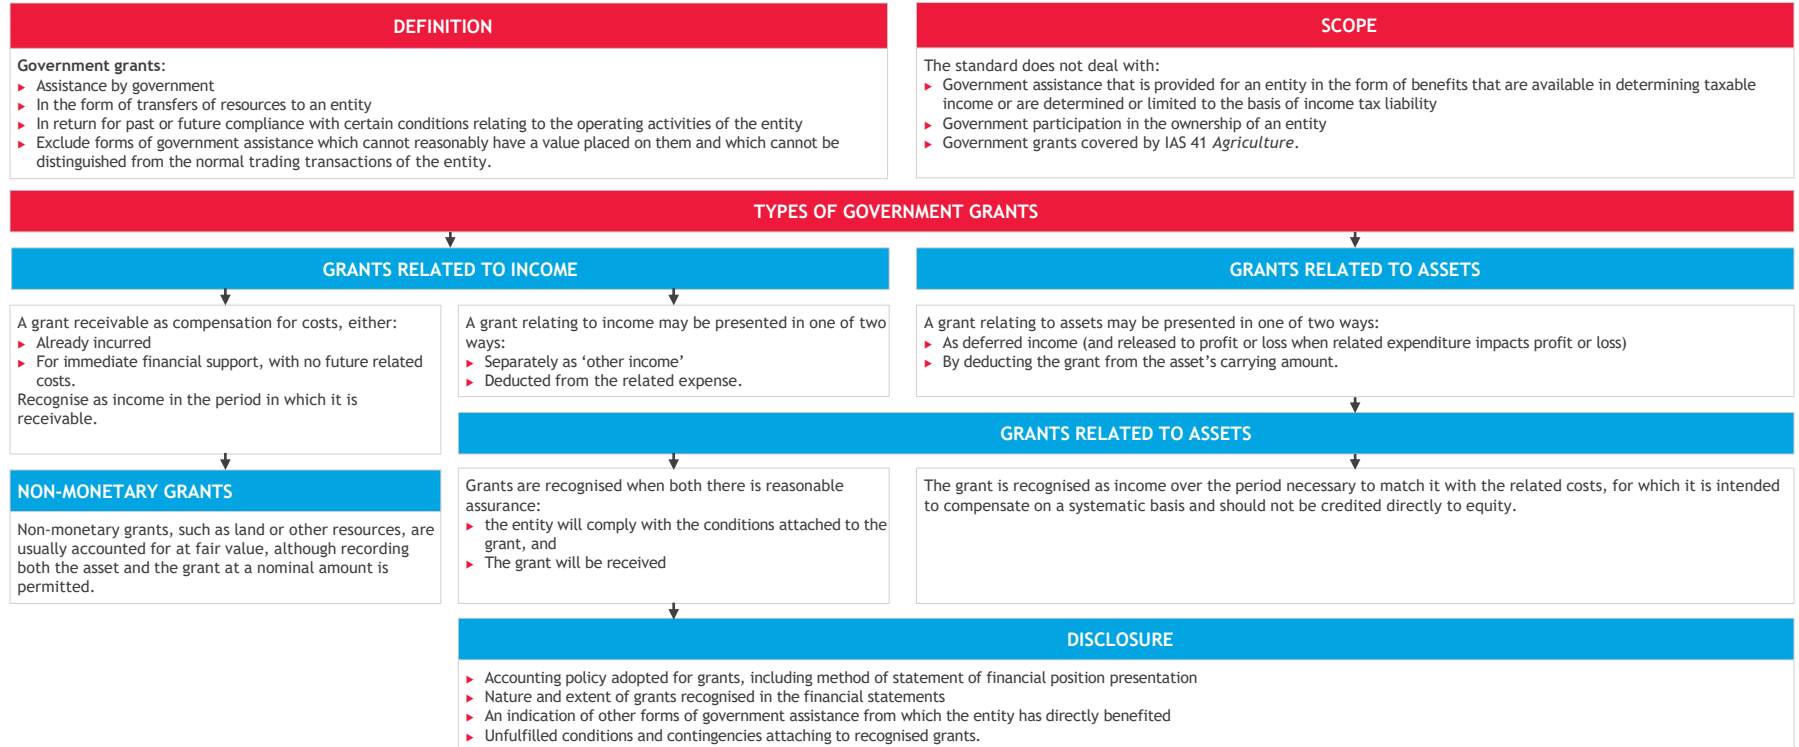 DEFINITION
Government grants:
► Assistance by government
► In the form of transfers of resources to an entity
► In return for past or future compliance with certain conditions relating to the operating activities of the entity
► Exclude forms of government assistance which cannot reasonably have a value placed on them and which cannot be
distinguished from the normal trading transactions of the entity.
SCOPE
The standard does not deal with:
► Government assistance that is provided for an entity in the form of benefits that are available in determining taxable
income or are determined or limited to the basis of income tax liability
► Government participation in the ownership of an entity
► Government grants covered by IAS 41 Agriculture.
TYPES OF GOVERNMENT GRANTS
GRANTS RELATED TO INCOME
GRANTS RELATED TO ASSETS
A grant receivable as compensation for costs, either:
► Already incurred
► For immediate financial support, with no future related
costs.
Recognise as income in the period in which it is
receivable.
A grant relating to income may be presented in one of two
ways:
► Separately as ‘other income’
► Deducted from the related expense.
A grant relating to assets may be presented in one of two ways:
► As deferred income (and released to profit or loss when related expenditure impacts profit or loss)
► By deducting the grant from the asset’s carrying amount.
GRANTS RELATED TO ASSETS
NON-MONETARY GRANTS
Non-monetary grants, such as land or other resources, are
usually accounted for at fair value, although recording
both the asset and the grant at a nominal amount is
permitted.
Grants are recognised when both there is reasonable
assurance:
► the entity will comply with the conditions attached to the
grant, and
► The grant will be received
The grant is recognised as income over the period necessary to match it with the related costs, for which it is intended
to compensate on a systematic basis and should not be credited directly to equity.
DISCLOSURE
► Accounting policy adopted for grants, including method of statement of financial position presentation
► Nature and extent of grants recognised in the financial statements
► An indication of other forms of government assistance from which the entity has directly benefited
► Unfulfilled conditions and contingencies attaching to recognised grants.